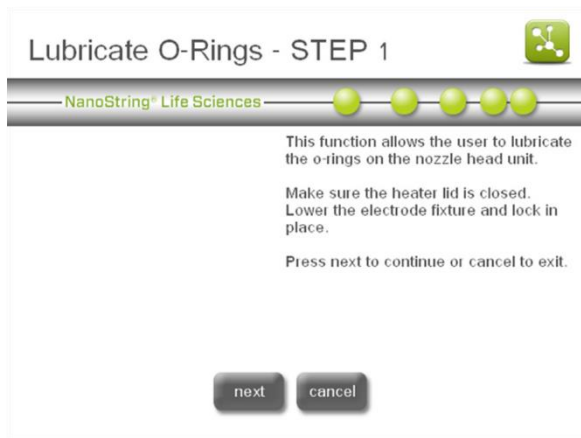 Lubricate O-Rings - STEP 1
NanoString® Life Sciences
This function allows the user to lubricate
the o-rings on the nozzle head unit.
Make sure the heater lid is closed.
Lower the electrode fixture and lock in
place.
Press next to continue or cancel to exit.
next
cancel